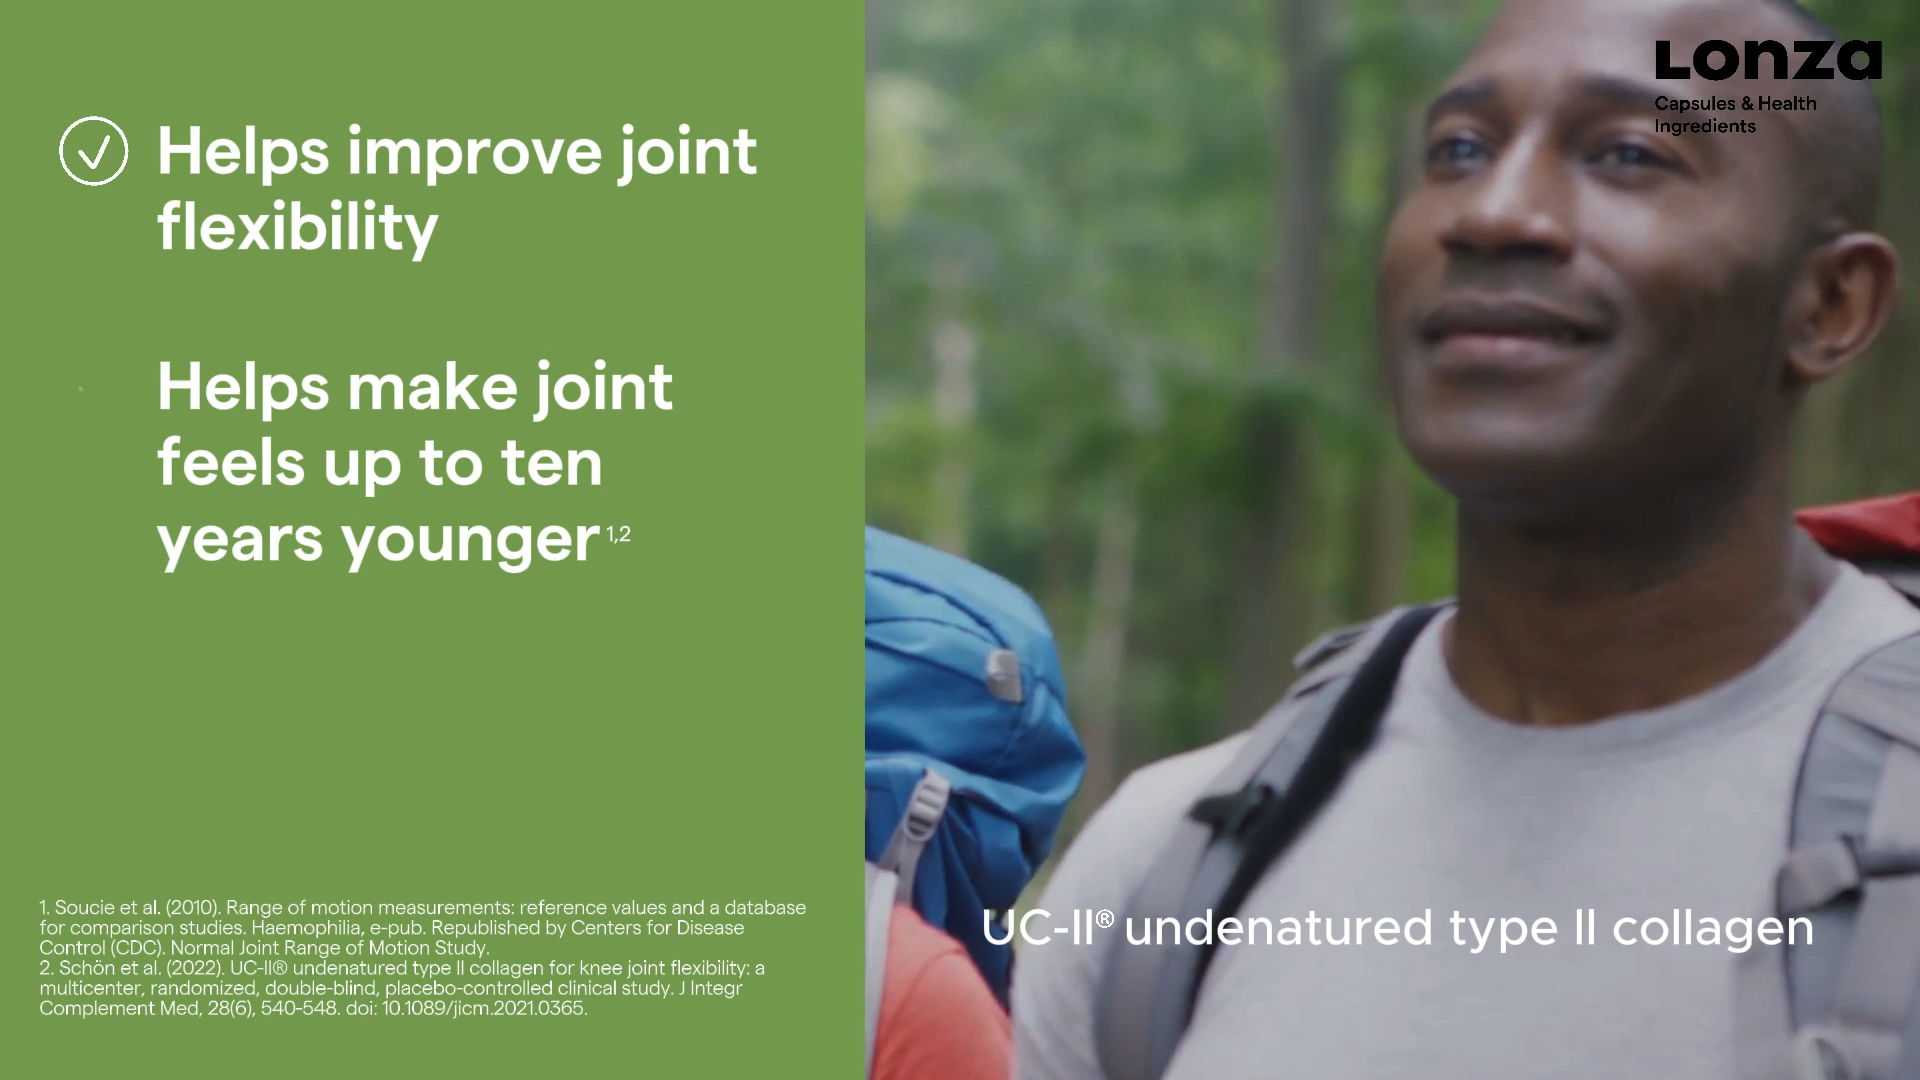 Helps improve joint
flexibility
Helps make joint
feels up to ten
years younger 1,2
1. Soucie et al. (2010). Range of motion measurements: reference values and a database
for comparison studies. Haemophilia, e-pub. Republished by Centers for Disease
Control (CDC). Normal Joint Range of Motion Study.
2. Schön et al. (2022). UC-II® undenatured type II collagen for knee joint flexibility: a
multicenter, randomized, double-blind, placebo-controlled clinical study. J Integr
Complement Med, 28(6), 540-548. doi: 10.1089/jicm.2021.0365.
Lonza
Capsules & Health
Ingredients
UC-II® undenatured type II collagen